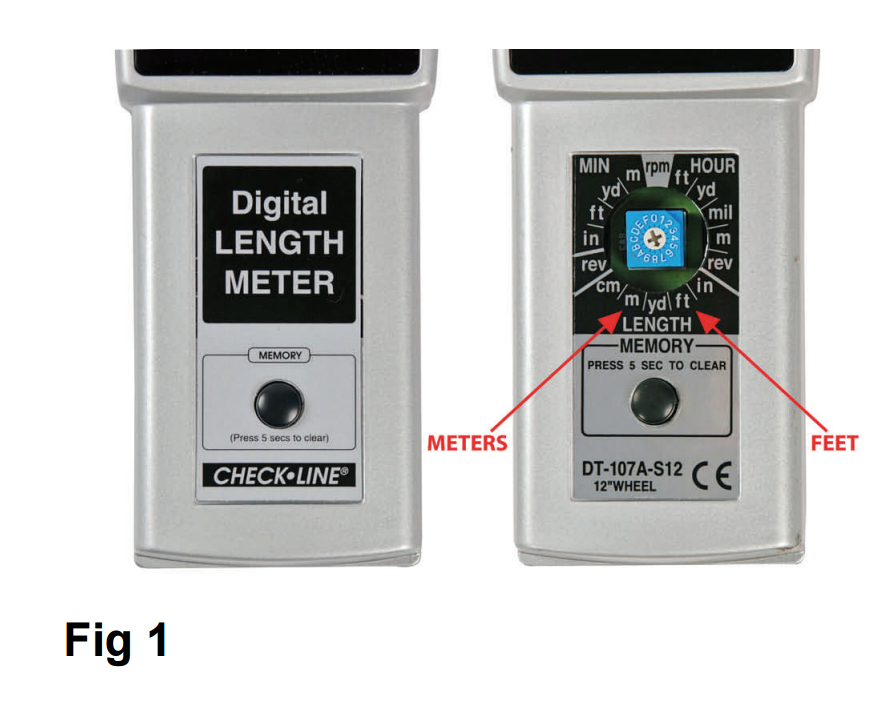 Digital
LENGTH
METER
MEMORY
(Press 5 secs to clear)
CHECK•LINE®
MIN
rpm
HOUR
m
ft
yd
yd
ft
mil
in
m
rev
rev
cm
in
m
yd
ft
LENGTH
MEMORY
PRESS 5 SEC TO CLEAR
METERS
FEET
DT-107A-S12
12"WHEEL
CE
0123456789ABCDEF
Fig 1